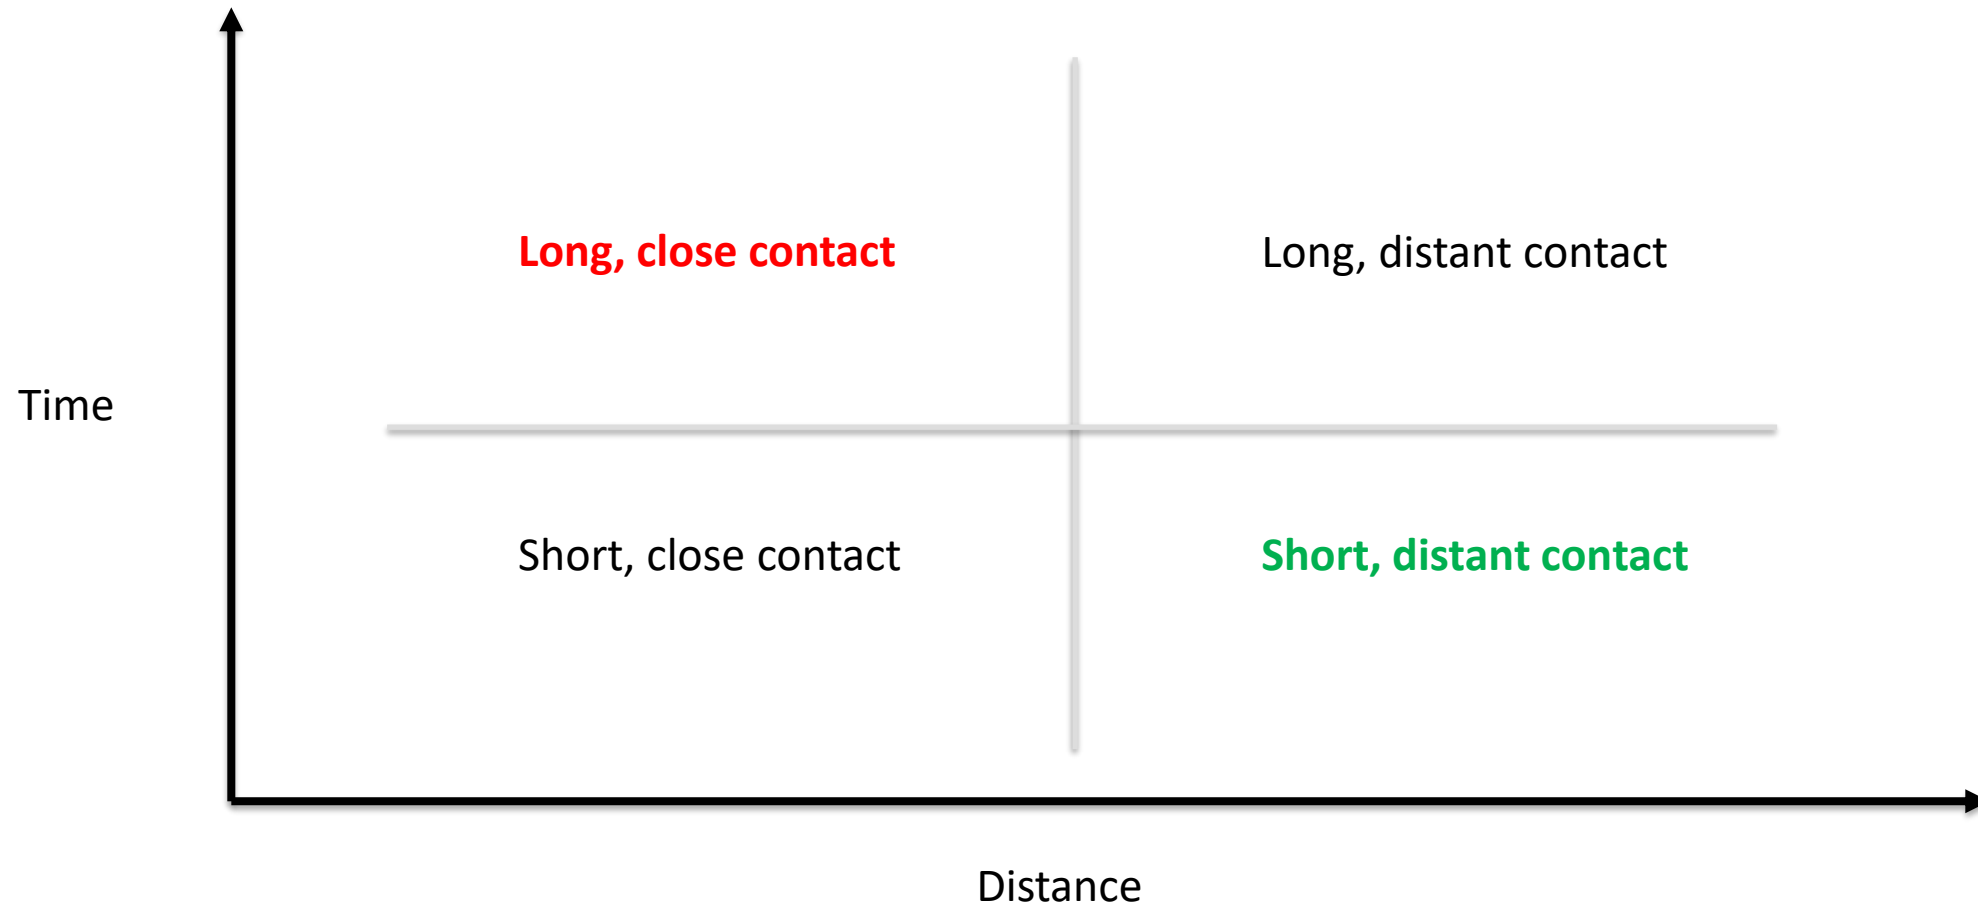 Long, close contact
Long, distant contact
Time
Short, close contact
Short, distant contact
Distance